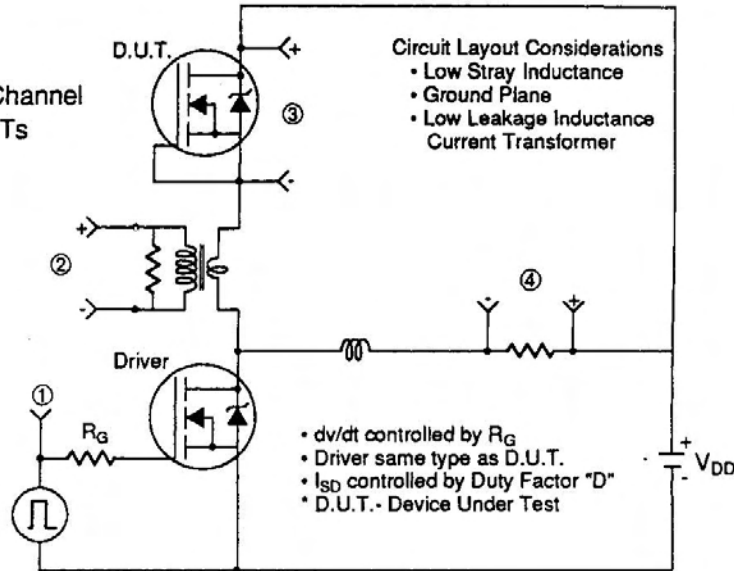 D.U.T.
+
Circuit Layout Considerations
• Low Stray Inductance
• Ground Plane
• Low Leakage Inductance
Current Transformer
Channel
Ts
③
-
+
②
-
④
- +
Driver
①
R_G
• dv/dt controlled by R_G
• Driver same type as D.U.T.
• I_SD controlled by Duty Factor "D"
* D.U.T. - Device Under Test
+
V_DD
-